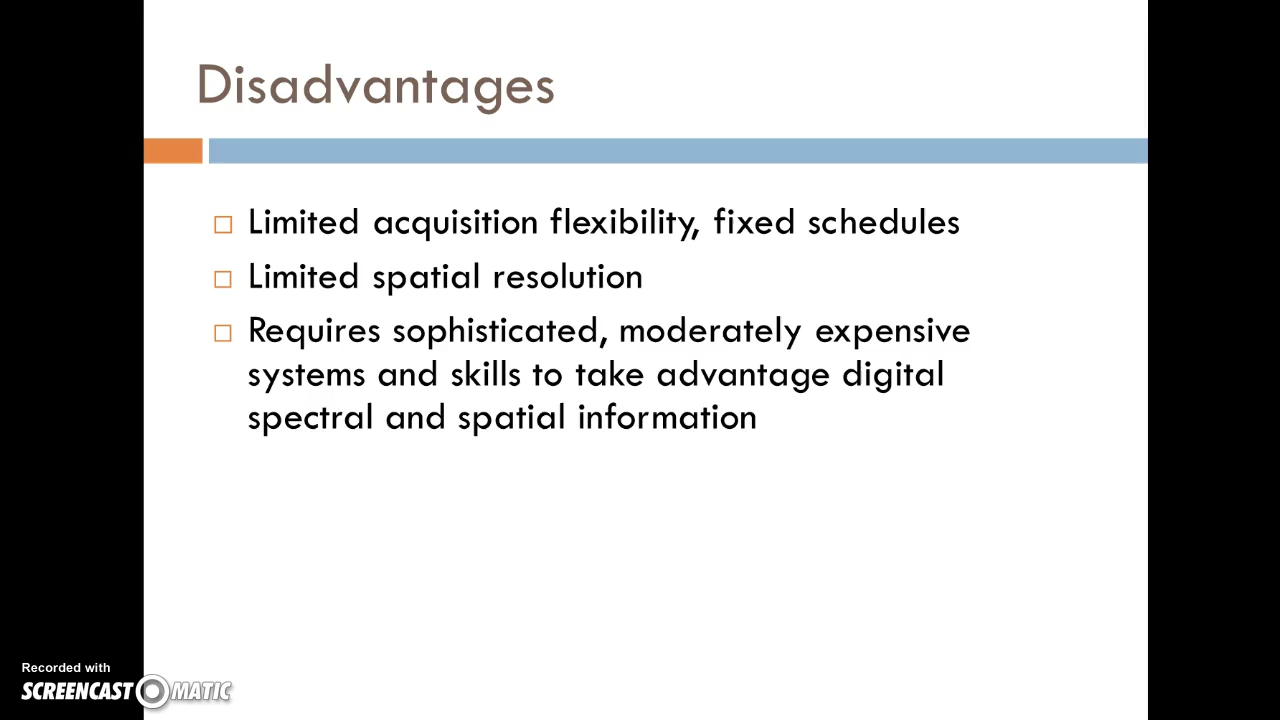 Disadvantages
Limited acquisition flexibility, fixed schedules
Limited spatial resolution
Requires sophisticated, moderately expensive
systems and skills to take advantage digital
spectral and spatial information
Recorded with
SCREENCAST MATIC